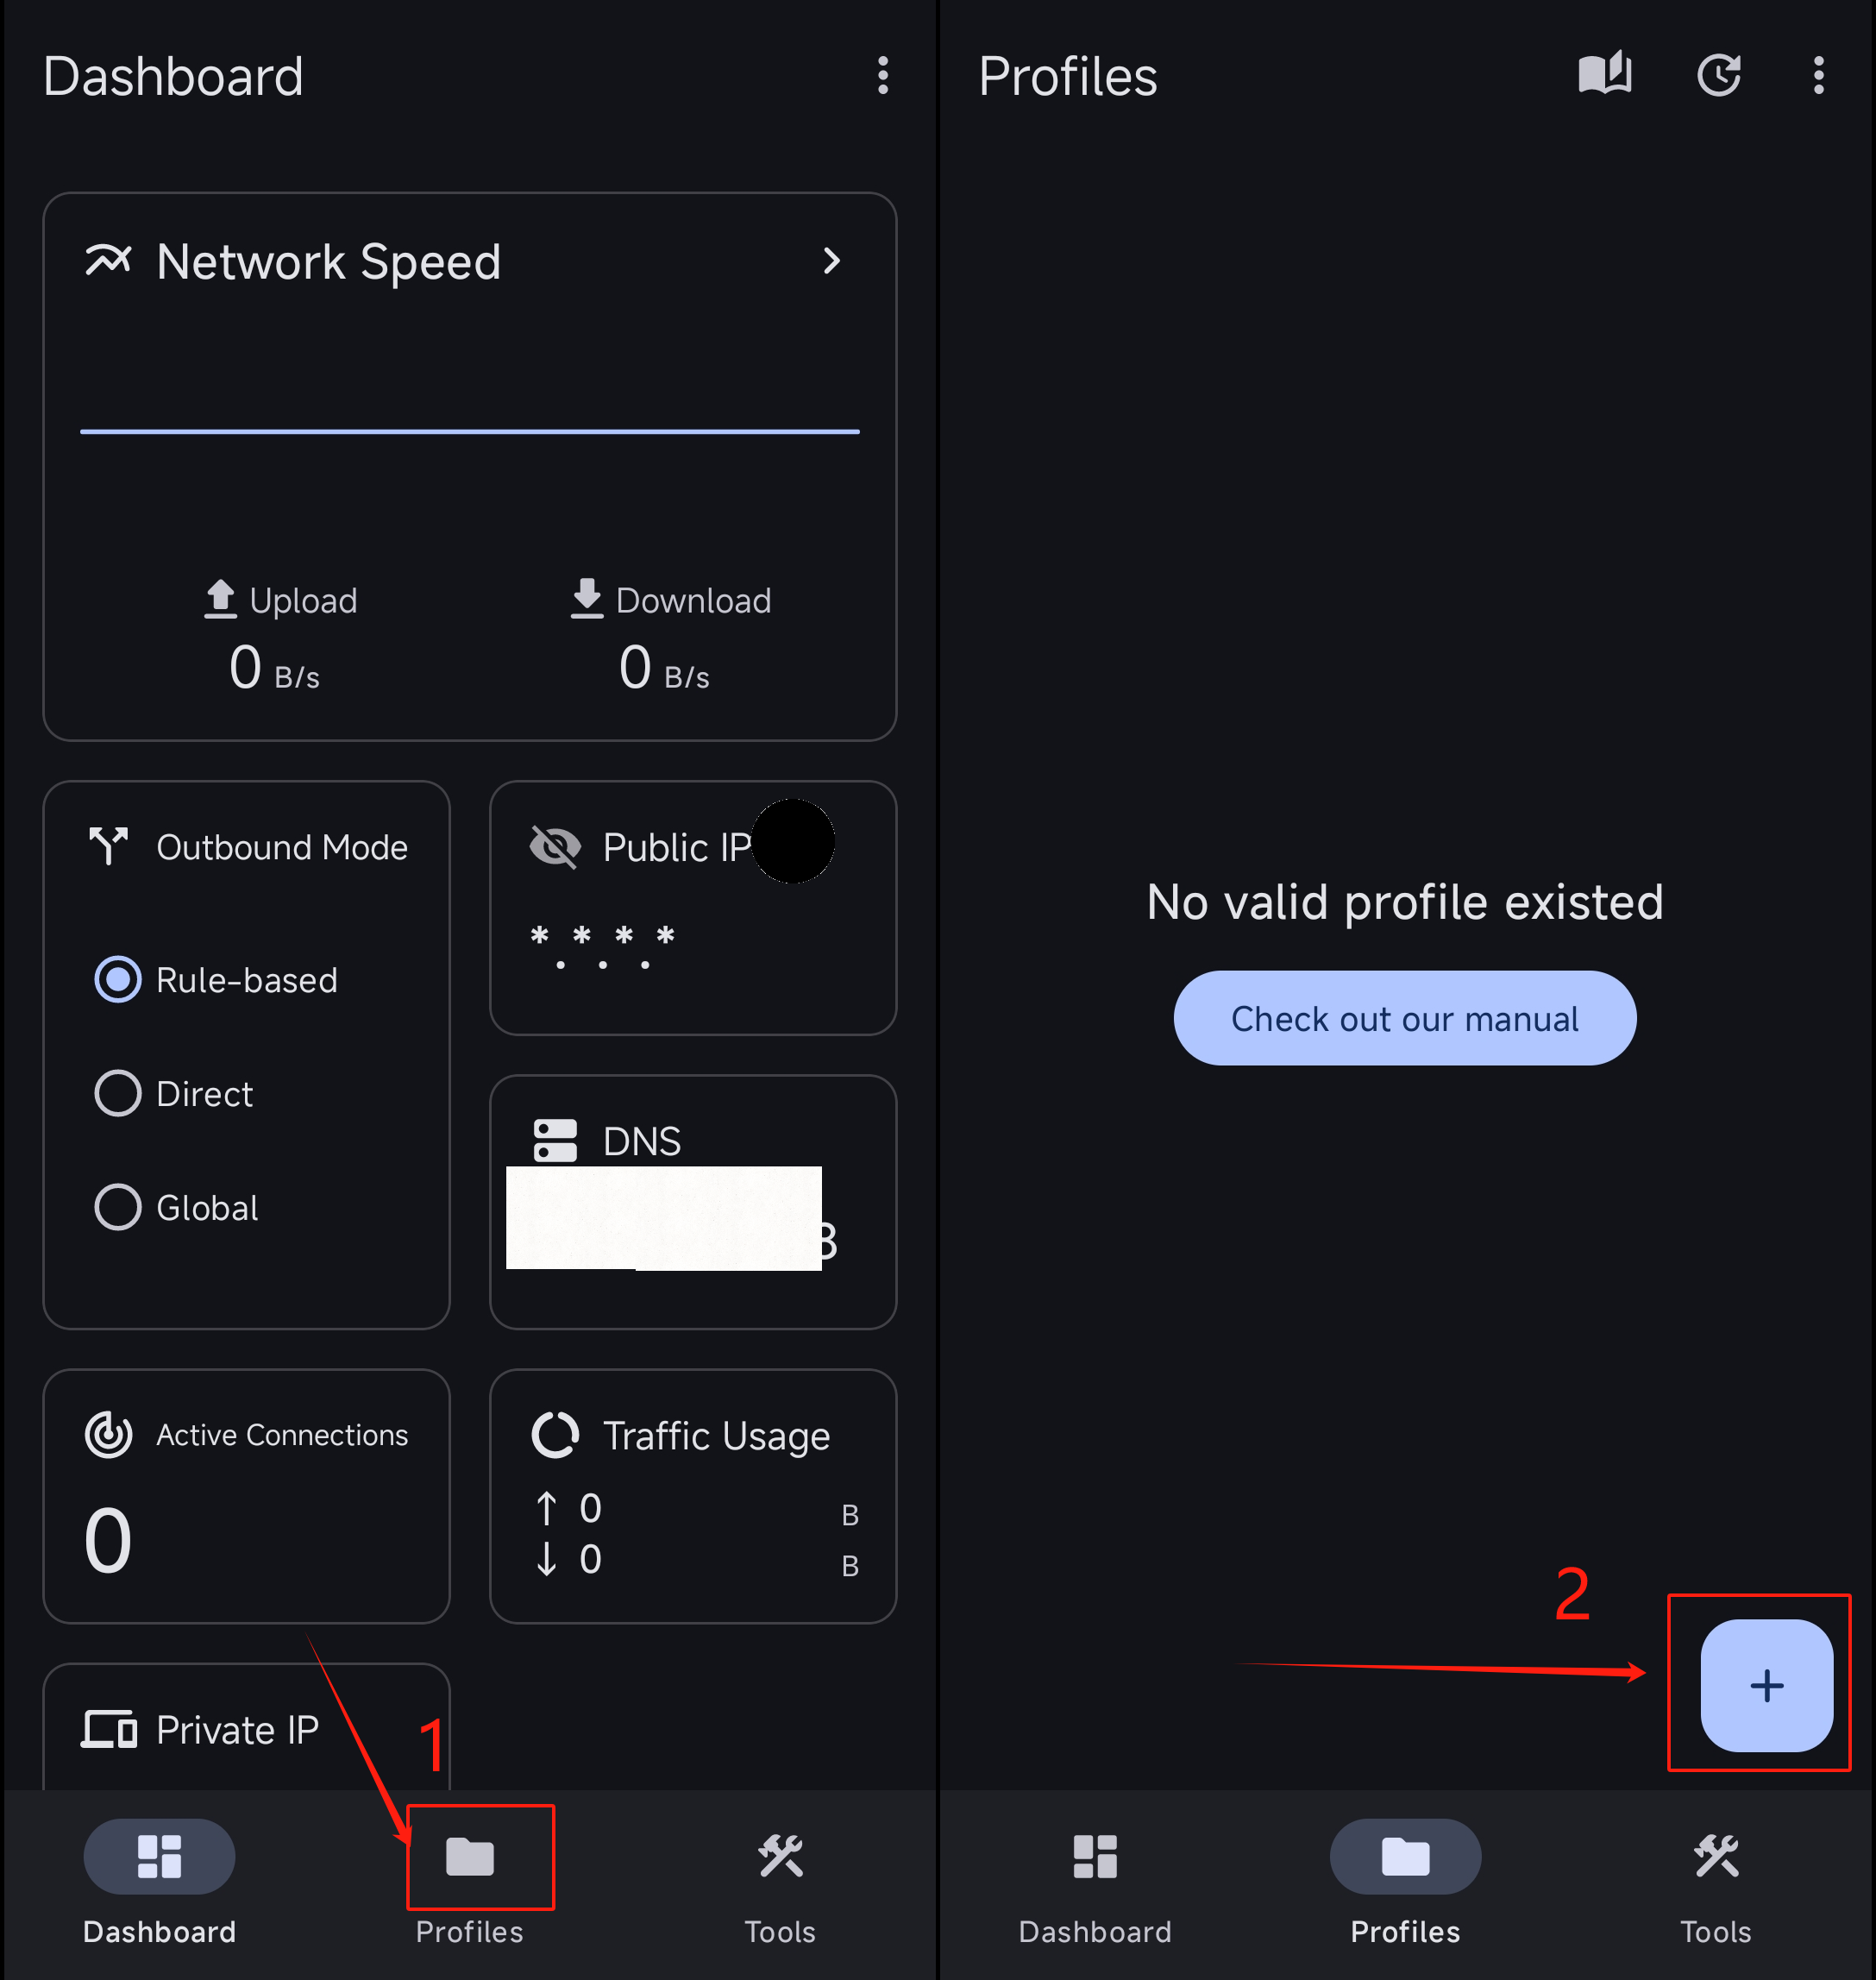 Dashboard
Network Speed
Upload
0 B/s
Download
0 B/s
Outbound Mode
Rule-based
Direct
Global
Public IP
*.*.*.*
DNS
Active Connections
0
Traffic Usage
↑ 0 B
↓ 0 B
Private IP
1
Dashboard
Profiles
Tools
Profiles
No valid profile existed
Check out our manual
2
+
Dashboard
Profiles
Tools